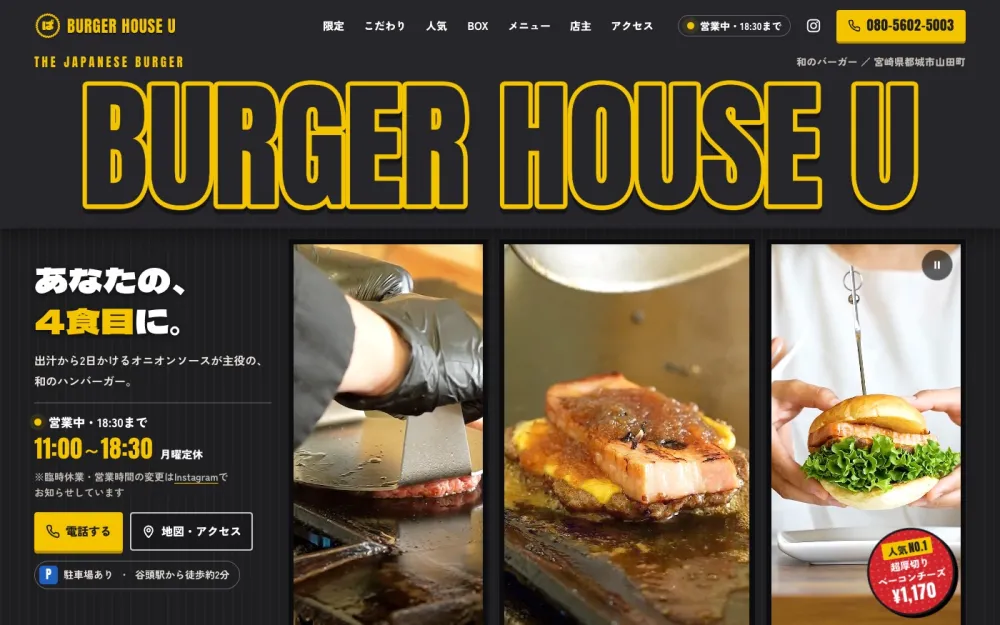 ば BURGER HOUSE U
限定 こだわり 人気 BOX メニュー 店主 アクセス
営業中・18:30まで
080-5602-5003
THE JAPANESE BURGER
和のバーガー ／ 宮崎県都城市山田町
BURGER HOUSE U
あなたの、
4食目に。
出汁から2日かけるオニオンソースが主役の、
和のハンバーガー。
営業中・18:30まで
11:00～18:30 月曜定休
※臨時休業・営業時間の変更はInstagramで
お知らせしています
電話する
地図・アクセス
P 駐車場あり ・ 谷頭駅から徒歩約2分
人気NO.1
超厚切り
ベーコンチーズ
¥1,170